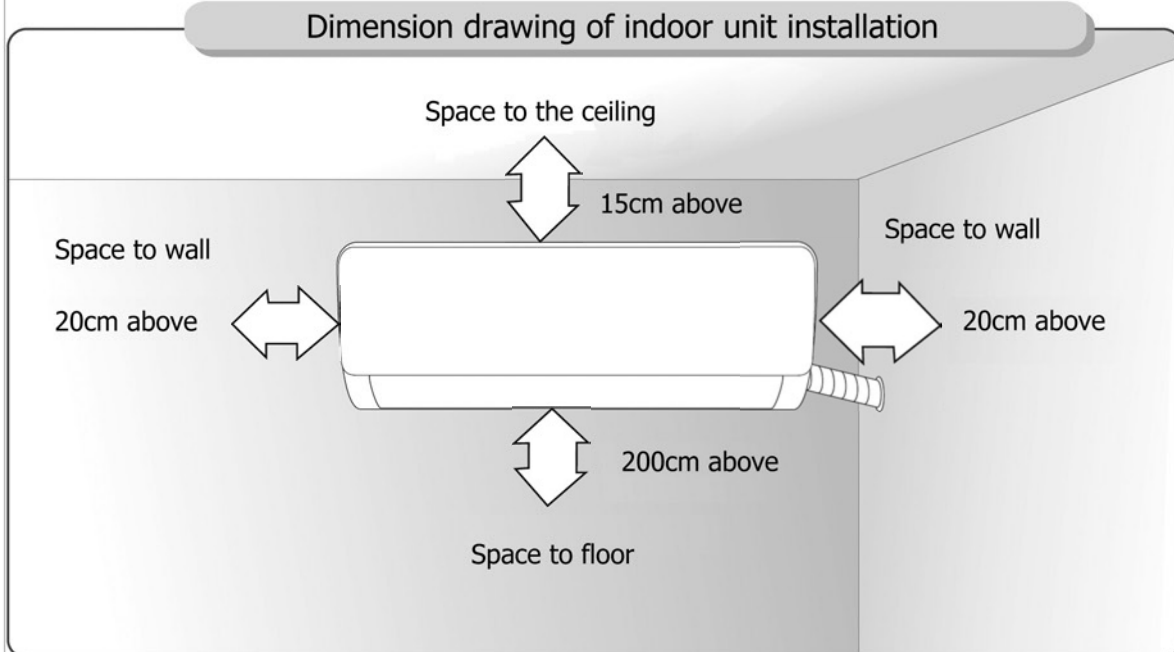 Dimension drawing of indoor unit installation
Space to the ceiling
15cm above
Space to wall
20cm above
Space to wall
20cm above
200cm above
Space to floor